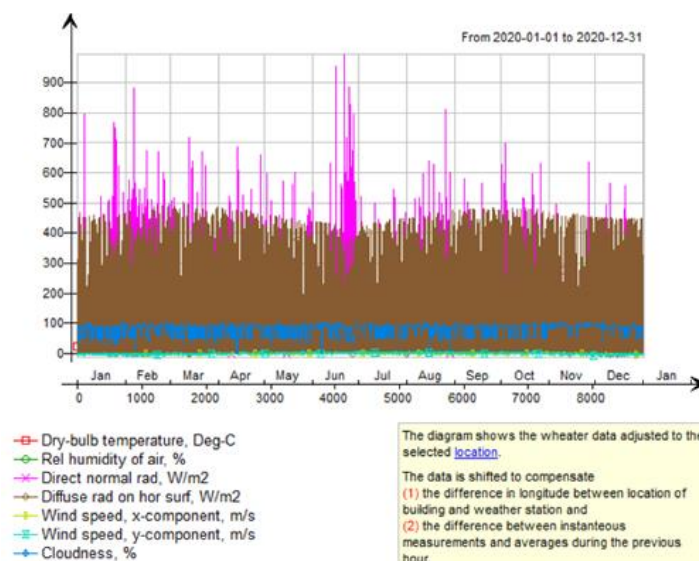 From 2020-01-01 to 2020-12-31
900
800
700
600
500
400
300
200
100
0
Jan Feb Mar Apr May Jun Jul Aug Sep Oct Nov Dec Jan
0 1000 2000 3000 4000 5000 6000 7000 8000
Dry-bulb temperature, Deg-C
Rel humidity of air, %
Direct normal rad, W/m2
Diffuse rad on hor surf, W/m2
Wind speed, x-component, m/s
Wind speed, y-component, m/s
Cloudness, %
The diagram shows the wheater data adjusted to the
selected location.
The data is shifted to compensate
(1) the difference in longitude between location of
building and weather station and
(2) the difference between instanteous
measurements and averages during the previous
hour